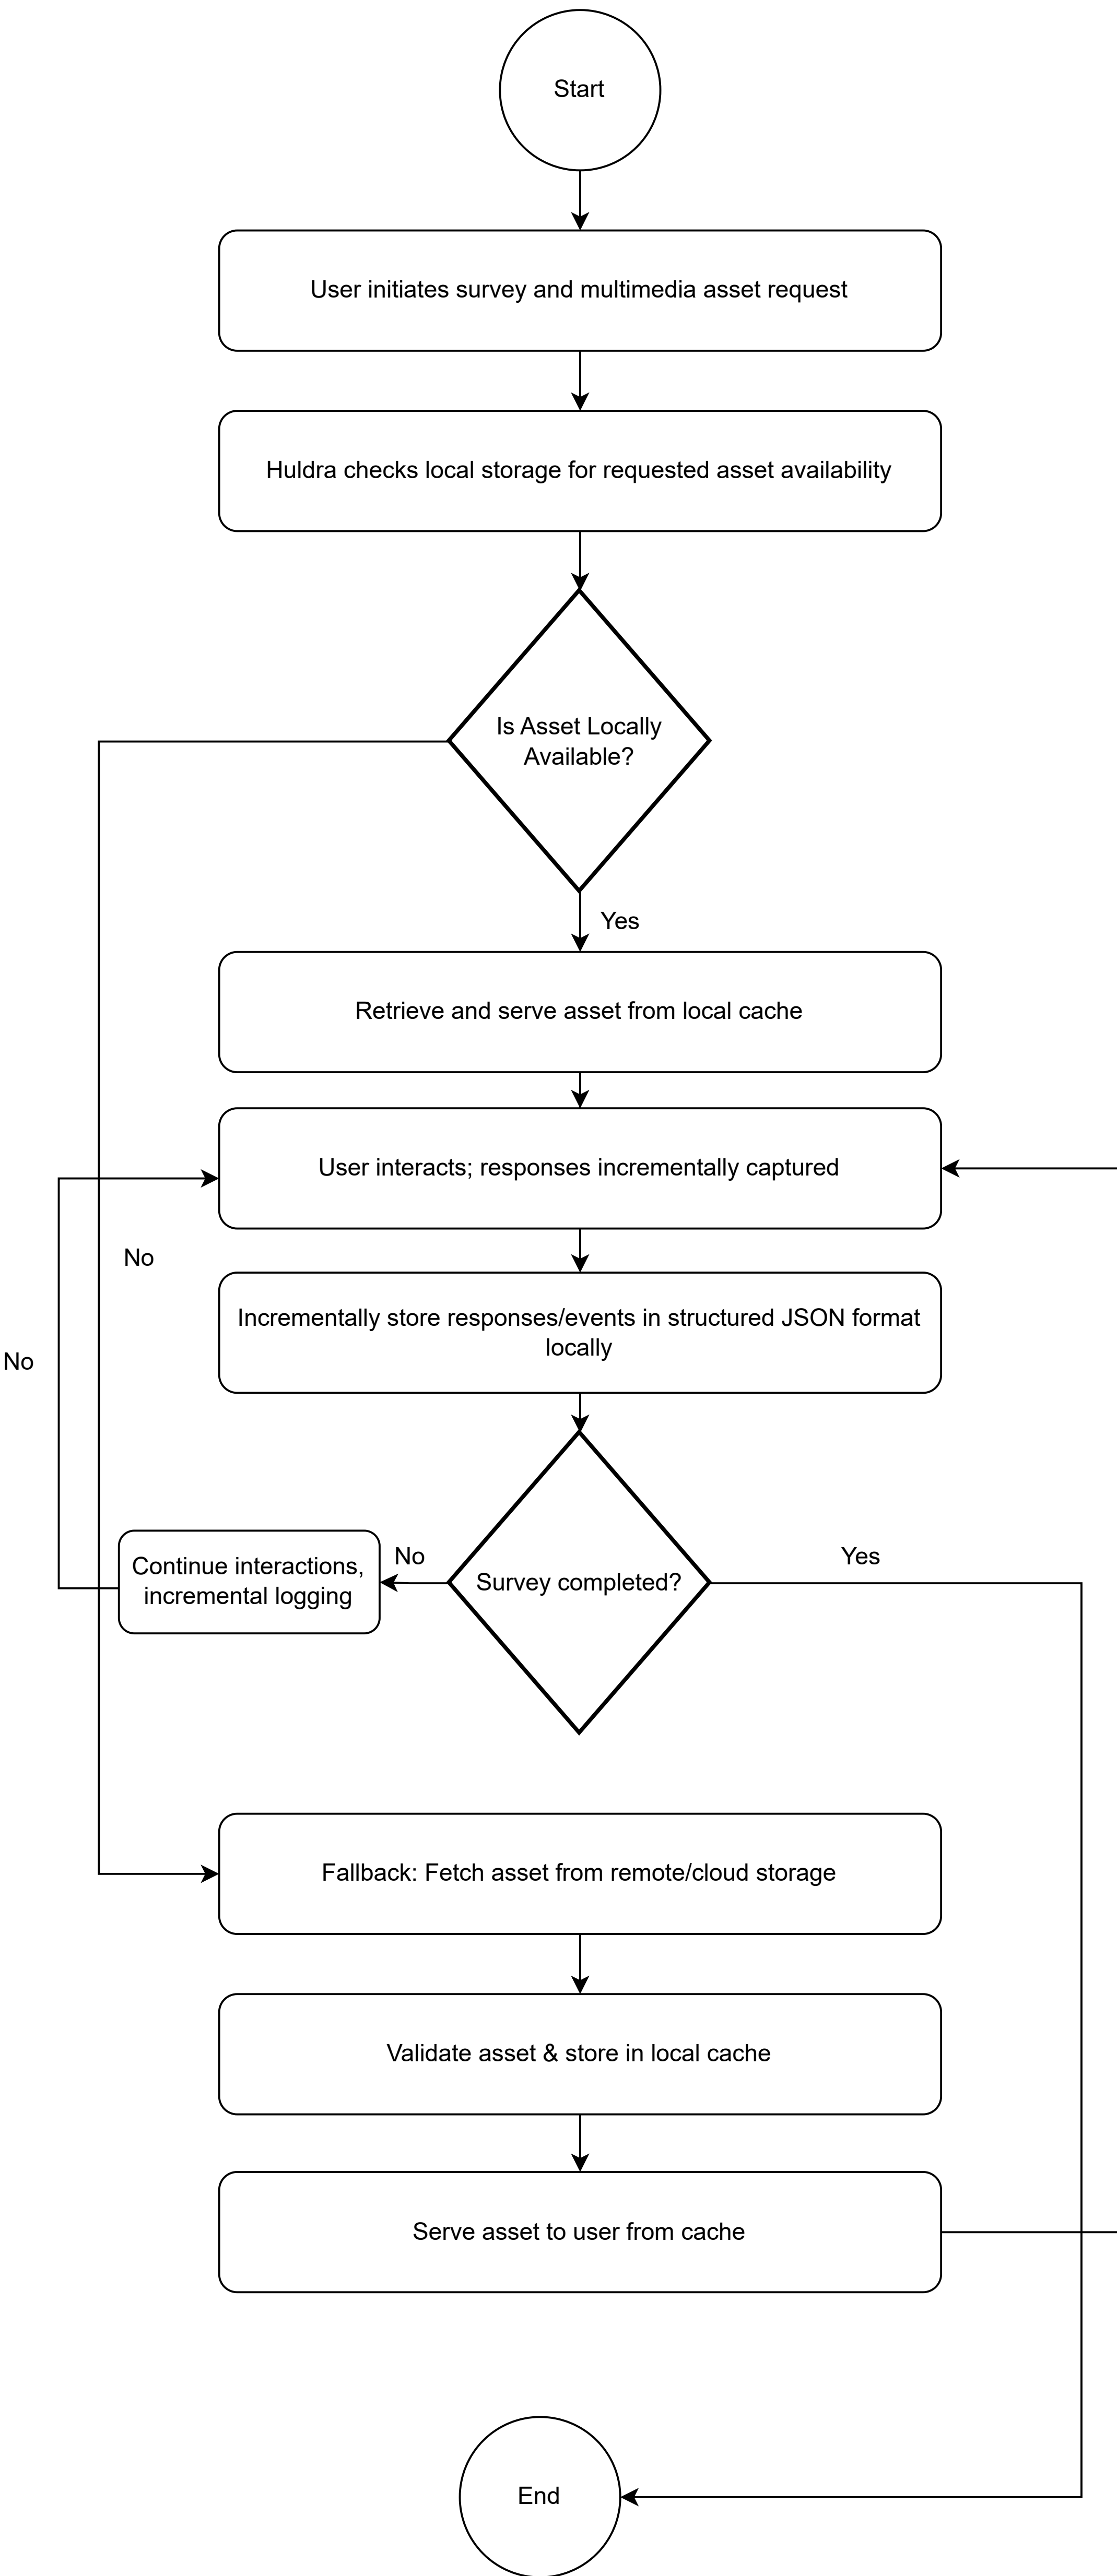 Start
User initiates survey and multimedia asset request
Huldra checks local storage for requested asset availability
Is Asset Locally
Available?
Yes
Retrieve and serve asset from local cache
User interacts; responses incrementally captured
No
Incrementally store responses/events in structured JSON format
locally
No
Continue interactions,
incremental logging
No
Survey completed?
Yes
Fallback: Fetch asset from remote/cloud storage
Validate asset & store in local cache
Serve asset to user from cache
End